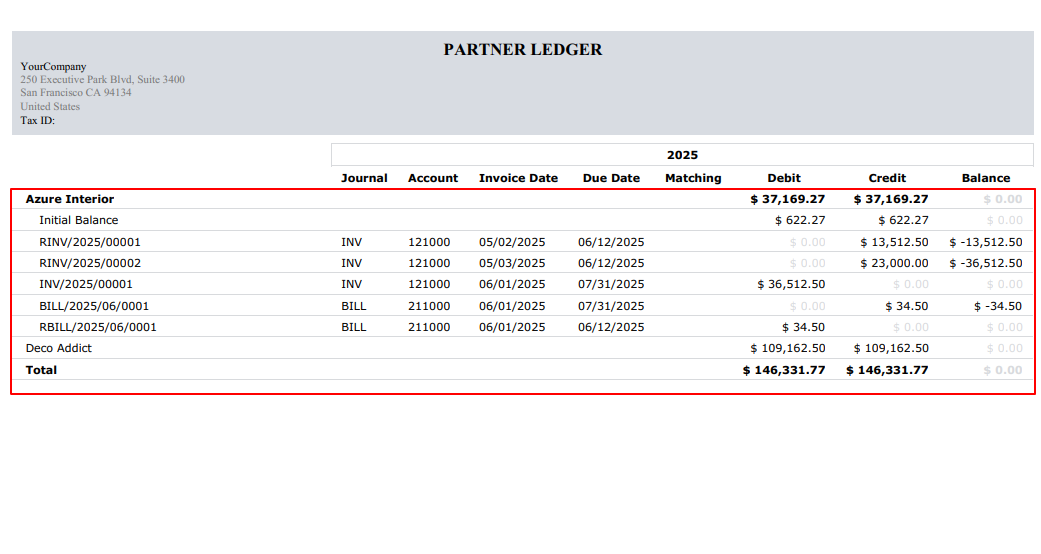 PARTNER LEDGER
YourCompany
250 Executive Park Blvd, Suite 3400
San Francisco CA 94134
United States
Tax ID:
2025
Journal Account Invoice Date Due Date Matching Debit Credit Balance
Azure Interior $ 37,169.27 $ 37,169.27 $ 0.00
Initial Balance $ 622.27 $ 622.27 $ 0.00
RINV/2025/00001 INV 121000 05/02/2025 06/12/2025 $ 0.00 $ 13,512.50 $ -13,512.50
RINV/2025/00002 INV 121000 05/03/2025 06/12/2025 $ 0.00 $ 23,000.00 $ -36,512.50
INV/2025/00001 INV 121000 06/01/2025 07/31/2025 $ 36,512.50 $ 0.00 $ 0.00
BILL/2025/06/0001 BILL 211000 06/01/2025 07/31/2025 $ 0.00 $ 34.50 $ -34.50
RBILL/2025/06/0001 BILL 211000 06/01/2025 06/12/2025 $ 34.50 $ 0.00 $ 0.00
Deco Addict $ 109,162.50 $ 109,162.50 $ 0.00
Total $ 146,331.77 $ 146,331.77 $ 0.00